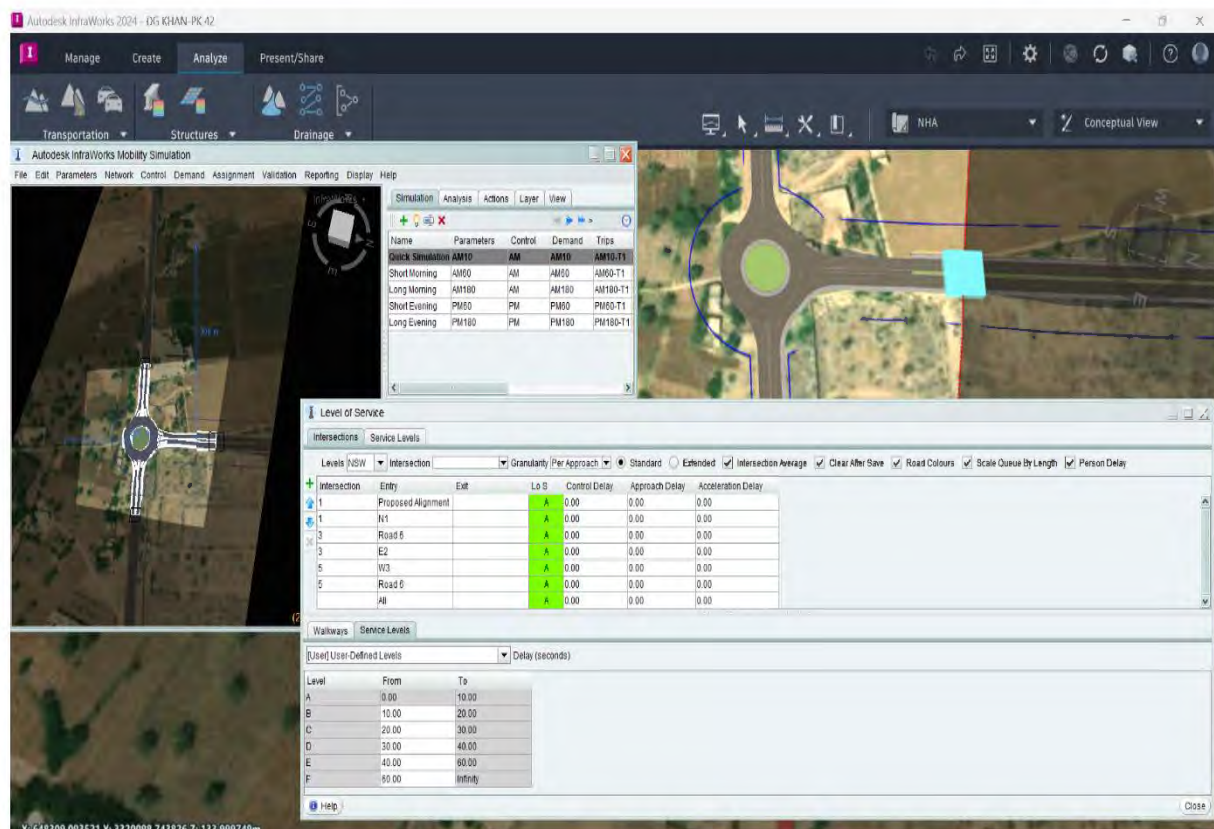 Autodesk InfraWorks 2024 - DG KHAN-PK 42
Manage Create Analyze Present/Share
Transportation Structures Drainage
NHA Conceptual View
Autodesk InfraWorks Mobility Simulation
File Edit Parameters Network Control Demand Assignment Validation Reporting Display Help
Simulation Analysis Actions Layer View
Name Parameters Control Demand Trips
Quick Simulation AM10 AM AM10 AM10-T1
Short Morning AM60 AM AM60 AM60-T1
Long Morning AM180 AM AM180 AM180-T1
Short Evening PM60 PM PM60 PM60-T1
Long Evening PM180 PM PM180 PM180-T1
Level of Service
Intersections Service Levels
Levels NSW Intersection Granularity Per Approach Standard Extended Intersection Average Clear After Save Road Colours Scale Queue By Length Person Delay
Intersection Entry Exit Lo S Control Delay Approach Delay Acceleration Delay
1 Proposed Alignment A 0.00 0.00 0.00
1 N1 A 0.00 0.00 0.00
3 Road 6 A 0.00 0.00 0.00
3 E2 A 0.00 0.00 0.00
5 W3 A 0.00 0.00 0.00
5 Road 6 A 0.00 0.00 0.00
All A 0.00 0.00 0.00
Walkways Service Levels
[User] User-Defined Levels Delay (seconds)
Level From To
A 0.00 10.00
B 10.00 20.00
C 20.00 30.00
D 30.00 40.00
E 40.00 60.00
F 60.00 Infinity
Help Close